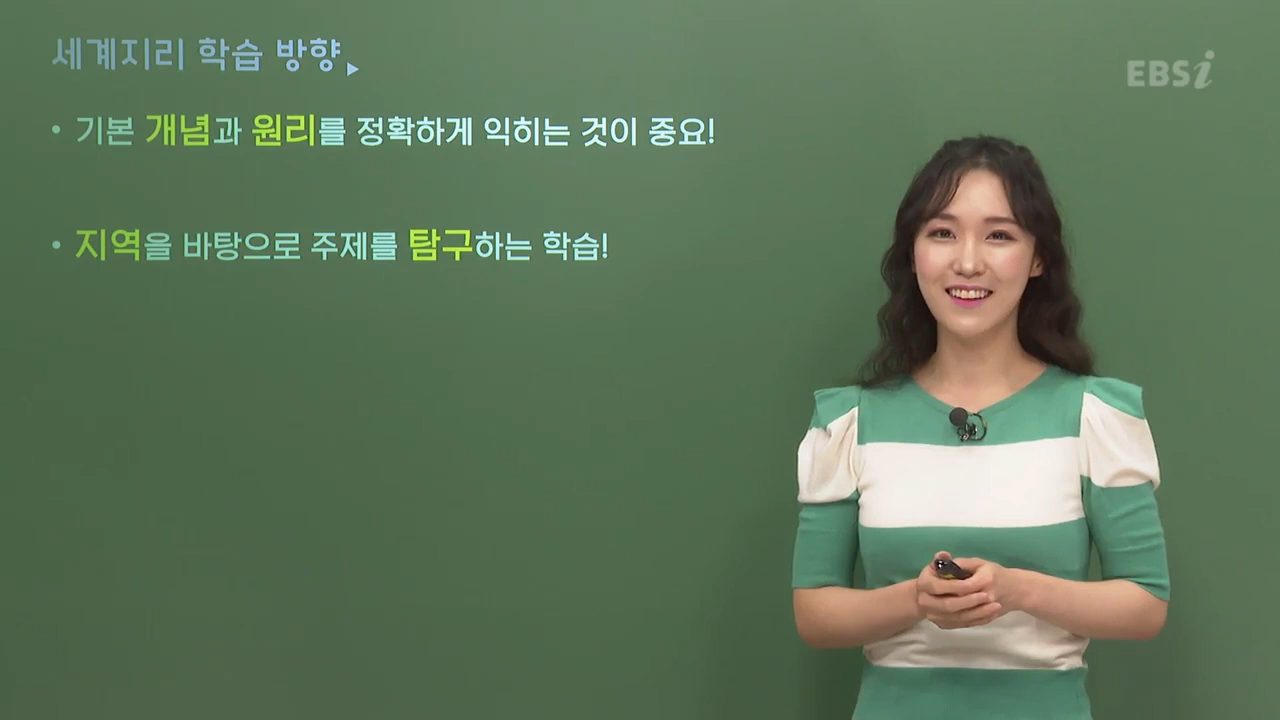 세계지리 학습 방향
EBSi
• 기본 개념과 원리를 정확하게 익히는 것이 중요!
• 지역을 바탕으로 주제를 탐구하는 학습!